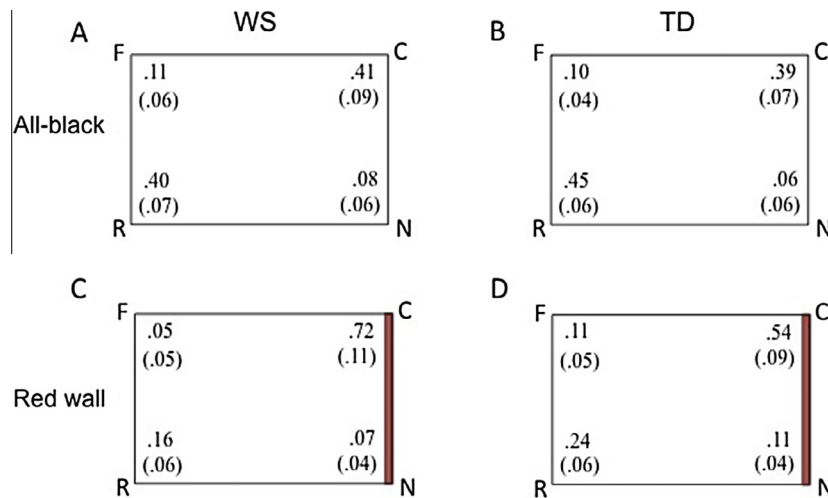 A WS B TD
F C F C
.11 .41 .10 .39
(.06) (.09) (.04) (.07)
All-black
.40 .08 .45 .06
(.07) (.06) (.06) (.06)
R N R N
C D
F C F C
.05 .72 .11 .54
(.05) (.11) (.05) (.09)
Red wall
.16 .07 .24 .11
(.06) (.04) (.06) (.04)
R N R N